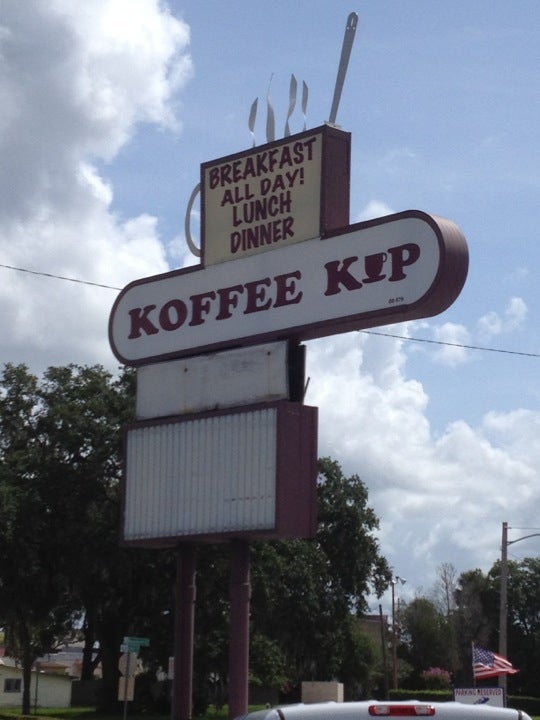 BREAKFAST
ALL DAY!
LUNCH
DINNER
KOFFEE KUP
PARKING RESERVED